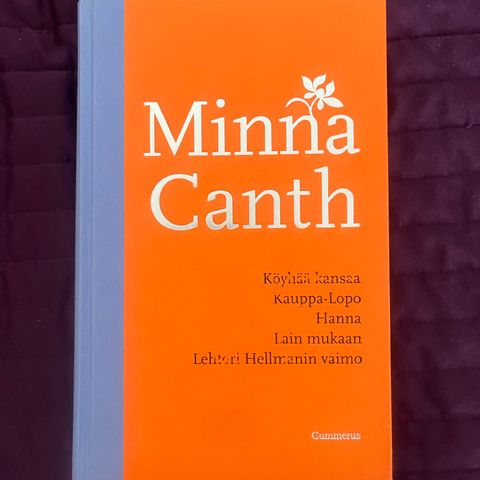 Minna
Canth
Köyhää kansaa
Kauppa-Lopo
Hanna
Lain mukaan
Lehtori Hellmanin vaimo
Gummerus